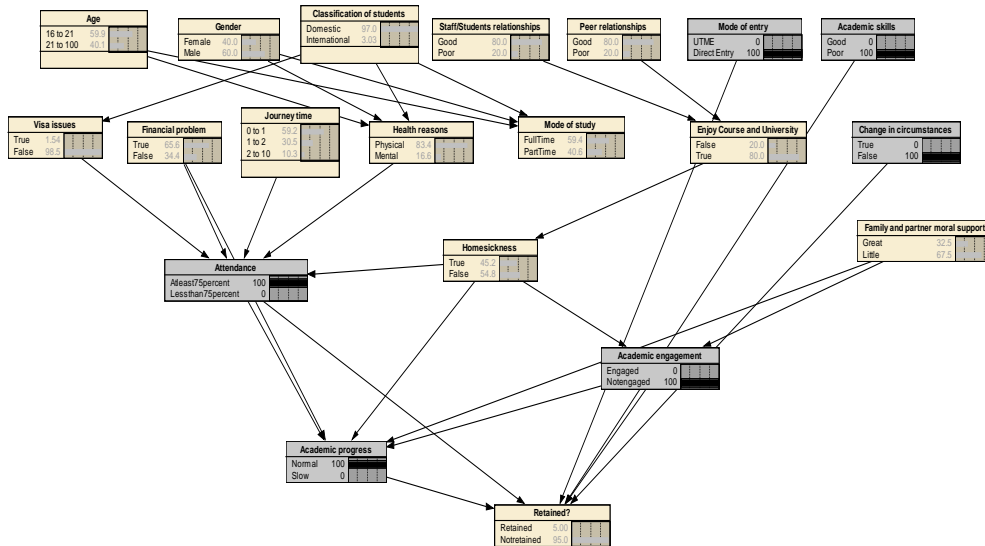 Age
16 to 21 59.9
21 to 100 40.1
Gender
Female 40.0
Male 60.0
Classification of students
Domestic 97.0
International 3.03
Staff/Students relationships
Good 80.0
Poor 20.0
Peer relationships
Good 80.0
Poor 20.0
Mode of entry
UTME 0
Direct Entry 100
Academic skills
Good 0
Poor 100
Visa issues
True 1.54
False 98.5
Financial problem
True 65.6
False 34.4
Journey time
0 to 1 59.2
1 to 2 30.5
2 to 10 10.3
Health reasons
Physical 83.4
Mental 16.6
Mode of study
FullTime 59.4
PartTime 40.6
Enjoy Course and University
False 20.0
True 80.0
Change in circumstances
True 0
False 100
Family and partner moral support
Great 32.5
Little 67.5
Homesickness
True 45.2
False 54.8
Attendance
Atleast75percent 100
Lessthan75percent 0
Academic engagement
Engaged 0
Notengaged 100
Academic progress
Normal 100
Slow 0
Retained?
Retained 5.00
Notretained 95.0